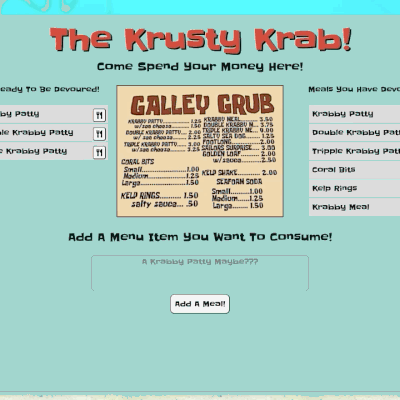 The Krusty Krab!
Come Spend Your Money Here!
eady To Be Devoured!
by Patty
le Krabby Patty
e Krabby Patty
GALLEY GRUB
KRABBY PATTY 1.25
w/sea cheese 1.50
DOUBLE KRABBY PATTY 2.00
w/sea cheese 2.25
TRIPLE KRABBY PATTY 3.00
w/sea cheese 3.25
CORAL BITS
Small 1.00
Medium 1.25
Large 1.50
KELP RINGS 1.50
salty sauce .50
KRABBY MEAL 3.50
DOUBLE KRABBY M... 3.75
TRIPLE KRABBY ME... 4.00
SALTY SEA DOG 1.25
FOOTLONG 2.00
SAILORS SURPRISE 3.00
GOLDEN LOAF 2.00
w/sauce 2.50
KELP SHAKE 2.00
SEAFOAM SODA
Small 1.00
Medium 1.25
Large 1.50
Meals You Have Devo
Krabby Patty
Double Krabby Patt
Tripple Krabby Patt
Coral Bits
Kelp Rings
Krabby Meal
Add A Menu Item You Want To Consume!
A Krabby Patty Maybe???
Add A Meal!